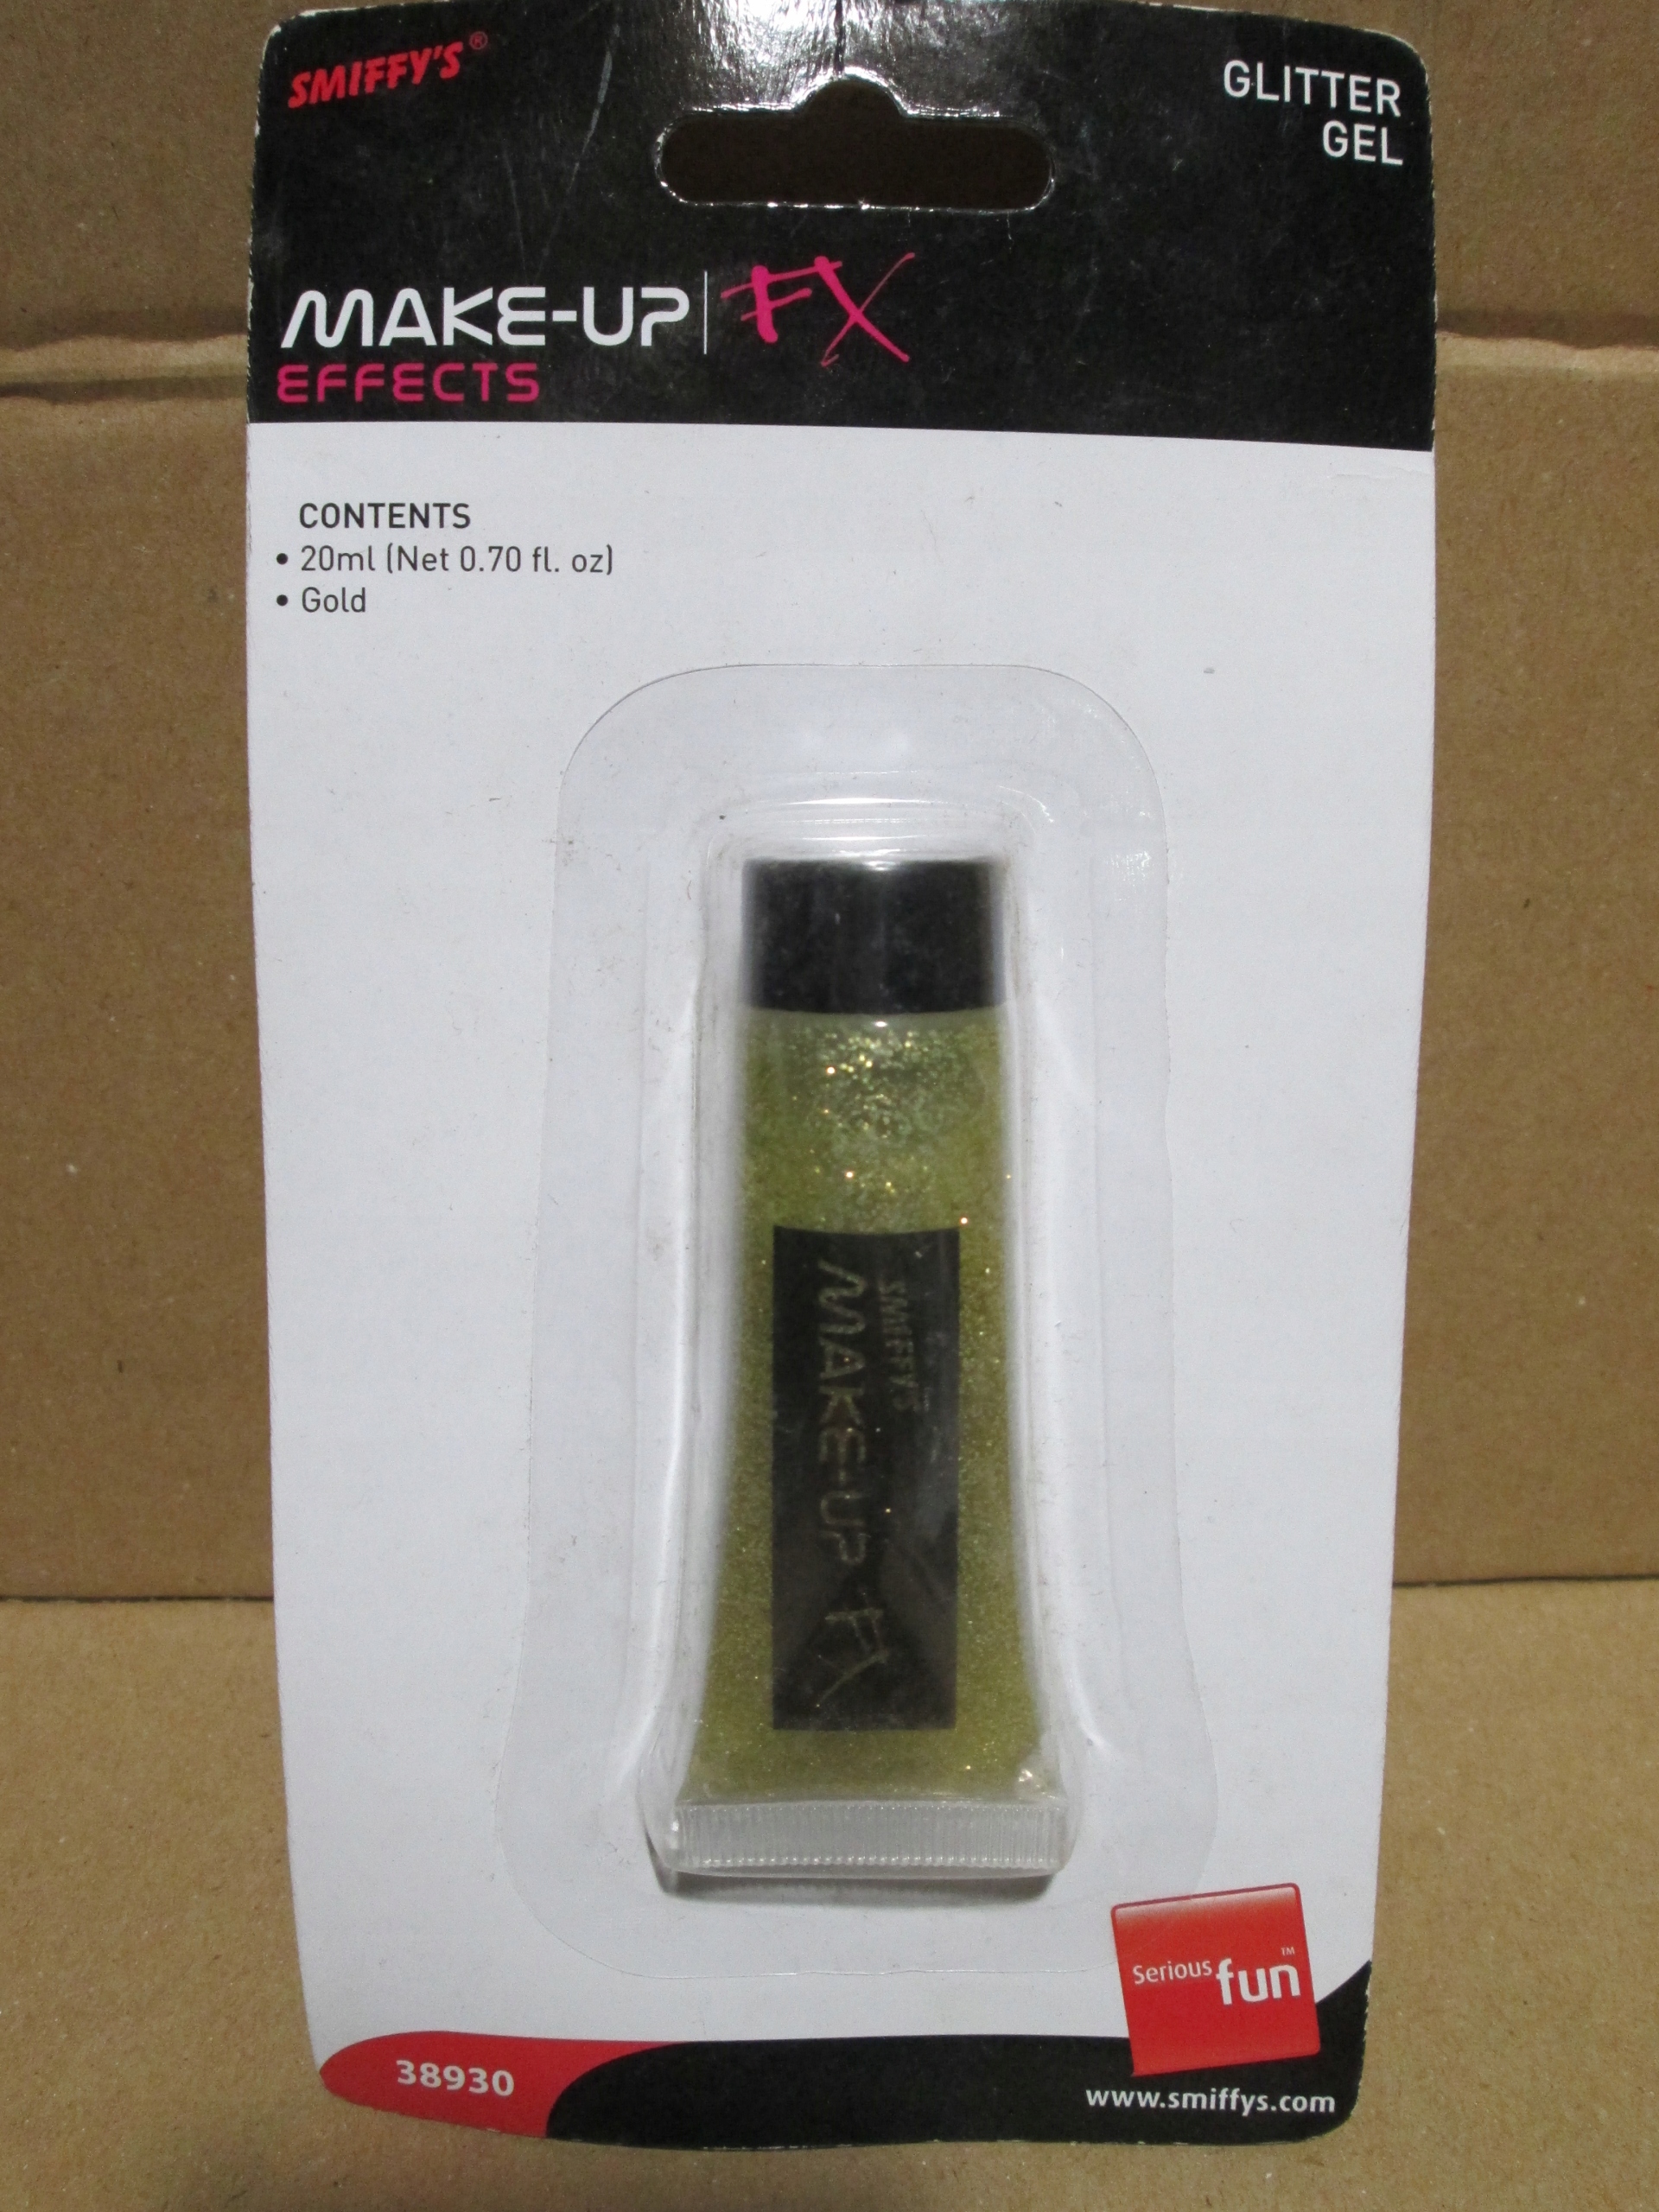 SMIFFY'S®
GLITTER
GEL
MAKE-UP FX
EFFECTS
CONTENTS
• 20ml (Net 0.70 fl. oz)
• Gold
SMIFFY'S
MAKE-UP FX
Serious fun™
38930
www.smiffys.com